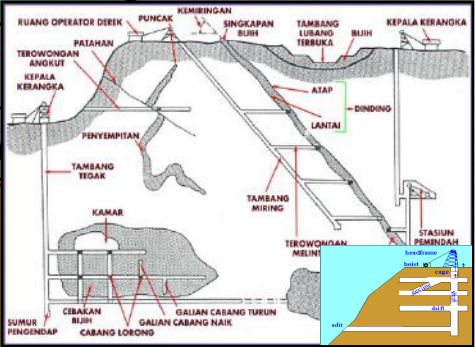 KEMIRINGAN
RUANG OPERATOR DEREK
PUNCAK
SINGKAPAN
BIJIH
TAMBANG
LUBANG
TERBUKA
BIJIH
KEPALA KERANGKA
PATAHAN
TEROWONGAN
ANGKUT
KEPALA
KERANGKA
ATAP
DINDING
LANTAI
PENYEMPITAN
TAMBANG
TEGAK
TAMBANG
MIRING
KAMAR
STASIUN
PEMINDAH
TEROWONGAN
MELINT
CEBAKAN
BIJIH
GALIAN CABANG TURUN
GALIAN CABANG NAIK
CABANG LORONG
SUMUR
PENGENDAP
headframe
hoist
cage
drift
adit